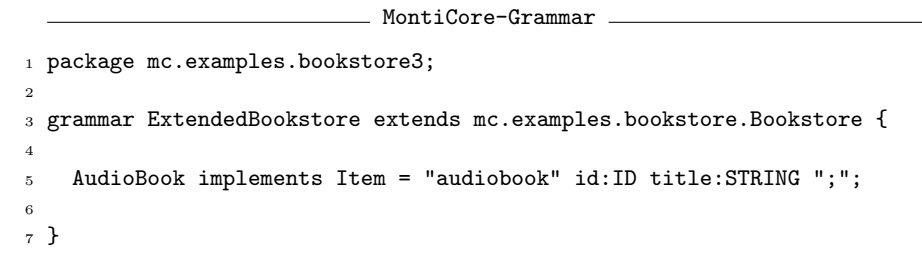 MontiCore-Grammar
1 package mc.examples.bookstore3;
2
3 grammar ExtendedBookstore extends mc.examples.bookstore.Bookstore {
4
5   AudioBook implements Item = "audiobook" id:ID title:STRING ";";
6
7 }